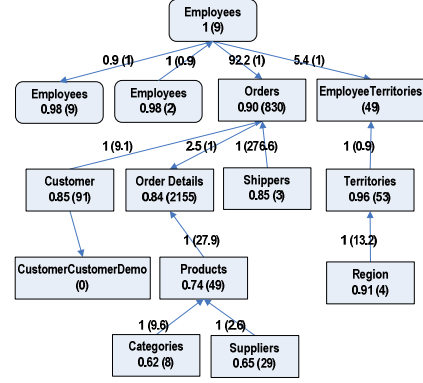 Employees
1 (9)
0.9 (1)
1 (0.9)
92.2 (1)
5.4 (1)
Employees
0.98 (9)
Employees
0.98 (2)
Orders
0.90 (830)
EmployeeTerritories
(49)
1 (9.1)
2.5 (1)
1 (276.6)
1 (0.9)
Customer
0.85 (91)
Order Details
0.84 (2155)
Shippers
0.85 (3)
Territories
0.96 (53)
1 (27.9)
1 (13.2)
CustomerCustomerDemo
(0)
Products
0.74 (49)
Region
0.91 (4)
1 (9.6)
1 (2.6)
Categories
0.62 (8)
Suppliers
0.65 (29)